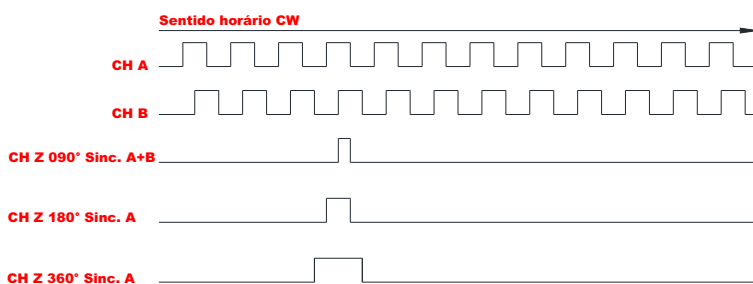 Sentido horário CW
CH A
CH B
CH Z 090° Sinc. A+B
CH Z 180° Sinc. A
CH Z 360° Sinc. A